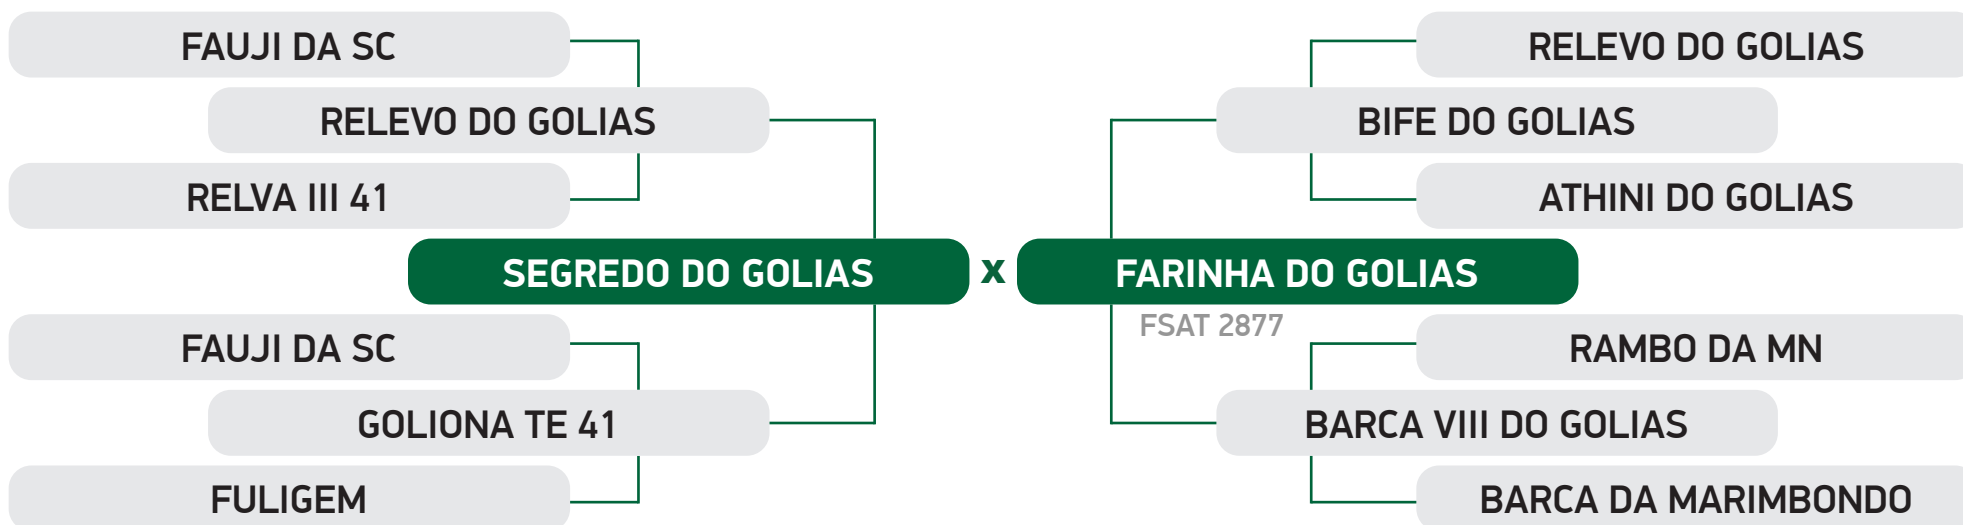 FAUJI DA SC
RELEVO DO GOLIAS
RELEVO DO GOLIAS
BIFE DO GOLIAS
RELVA III 41
ATHINI DO GOLIAS
SEGREDO DO GOLIAS x FARINHA DO GOLIAS
FSAT 2877
FAUJI DA SC
RAMBO DA MN
GOLIONA TE 41
BARCA VIII DO GOLIAS
FULIGEM
BARCA DA MARIMBONDO